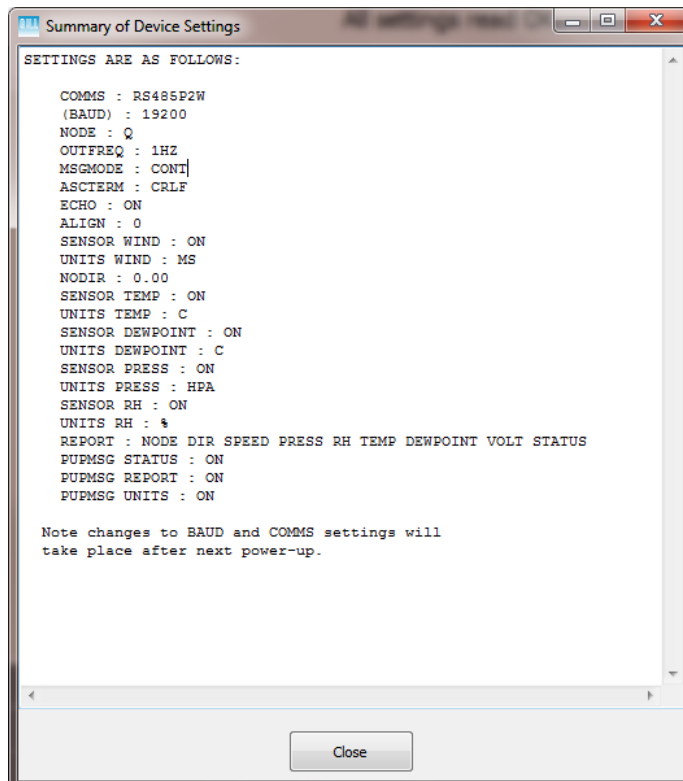 Summary of Device Settings
All settings read
SETTINGS ARE AS FOLLOWS:
COMMS : RS485P2W
(BAUD) : 19200
NODE : Q
OUTFREQ : 1HZ
MSGMODE : CONT
ASCTERM : CRLF
ECHO : ON
ALIGN : 0
SENSOR WIND : ON
UNITS WIND : MS
NODIR : 0.00
SENSOR TEMP : ON
UNITS TEMP : C
SENSOR DEWPOINT : ON
UNITS DEWPOINT : C
SENSOR PRESS : ON
UNITS PRESS : HPA
SENSOR RH : ON
UNITS RH : %
REPORT : NODE DIR SPEED PRESS RH TEMP DEWPOINT VOLT STATUS
PUPMSG STATUS : ON
PUPMSG REPORT : ON
PUPMSG UNITS : ON
Note changes to BAUD and COMMS settings will
take place after next power-up.
Close